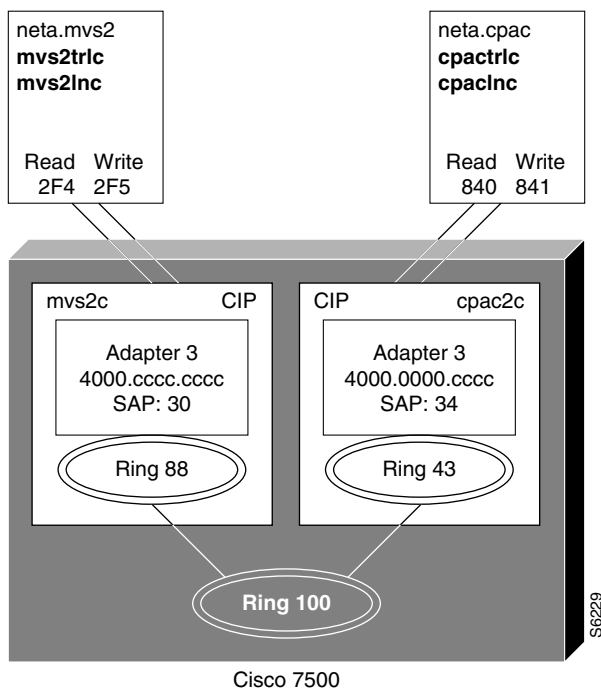 neta.mvs2
mvs2trlc
mvs2lnc
Read Write
2F4 2F5
neta.cpac
cpactrlc
cpaclnc
Read Write
840 841
mvs2c CIP
Adapter 3
4000.cccc.cccc
SAP: 30
Ring 88
CIP cpac2c
Adapter 3
4000.0000.cccc
SAP: 34
Ring 43
Ring 100
S6229
Cisco 7500